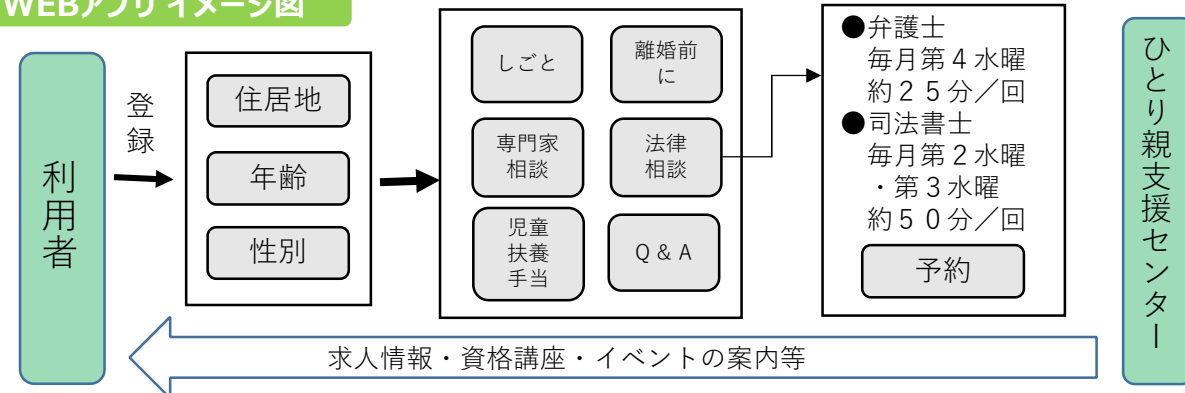 WEBアプリ イメージ図
利用者
登
録
住居地
年齢
性別
しごと
離婚前
に
専門家
相談
法律
相談
児童
扶養
手当
Q & A
●弁護士
毎月第4水曜
約25分／回
●司法書士
毎月第2水曜
・第3水曜
約50分／回
予約
ひとり親支援センター
求人情報・資格講座・イベントの案内等